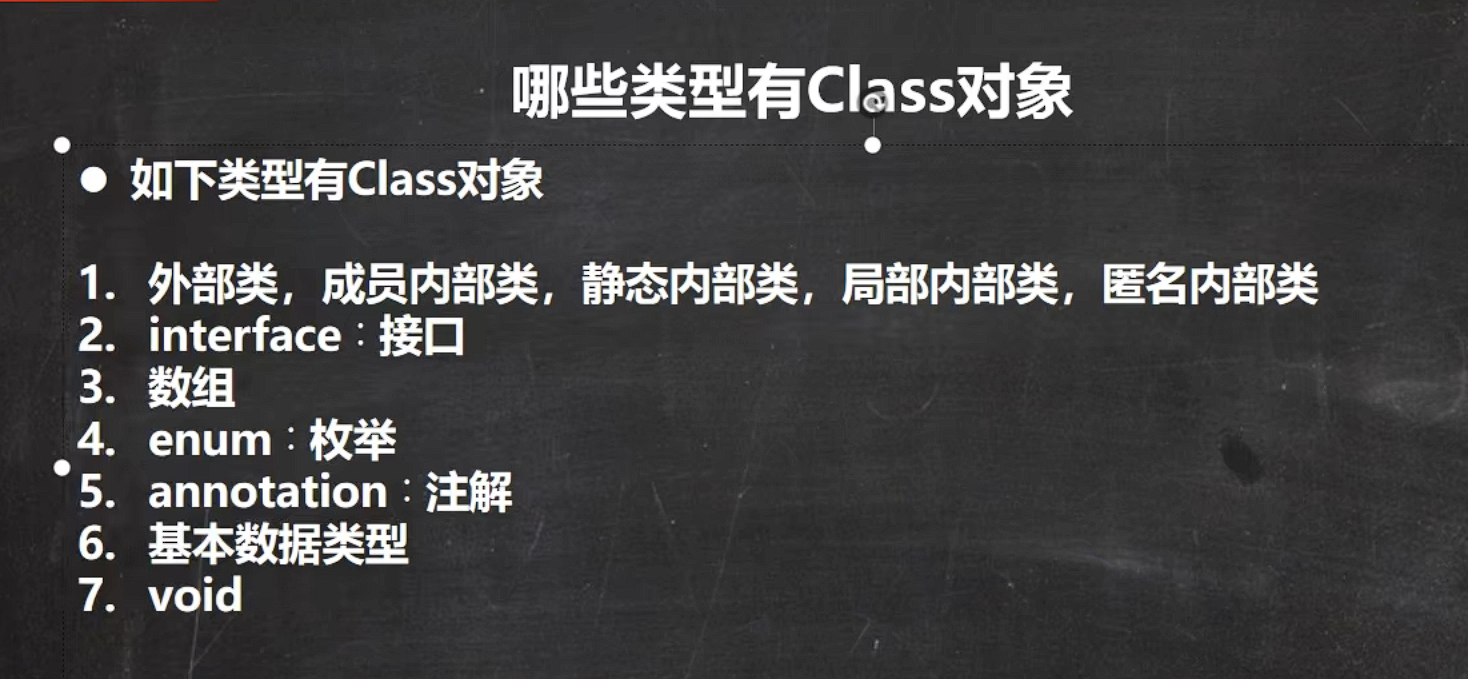 哪些类型有Class对象
如下类型有Class对象
1. 外部类，成员内部类，静态内部类，局部内部类，匿名内部类
2. interface：接口
3. 数组
4. enum：枚举
5. annotation：注解
6. 基本数据类型
7. void